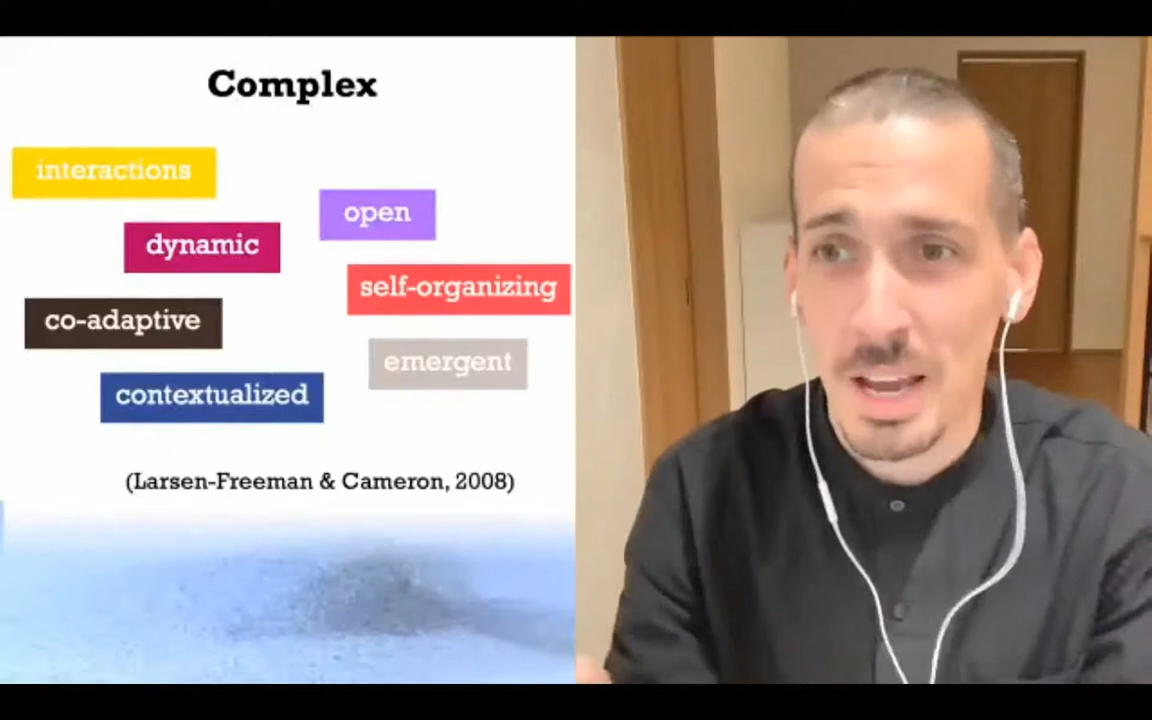 Complex
interactions
open
dynamic
self-organizing
co-adaptive
emergent
contextualized
(Larsen-Freeman & Cameron, 2008)